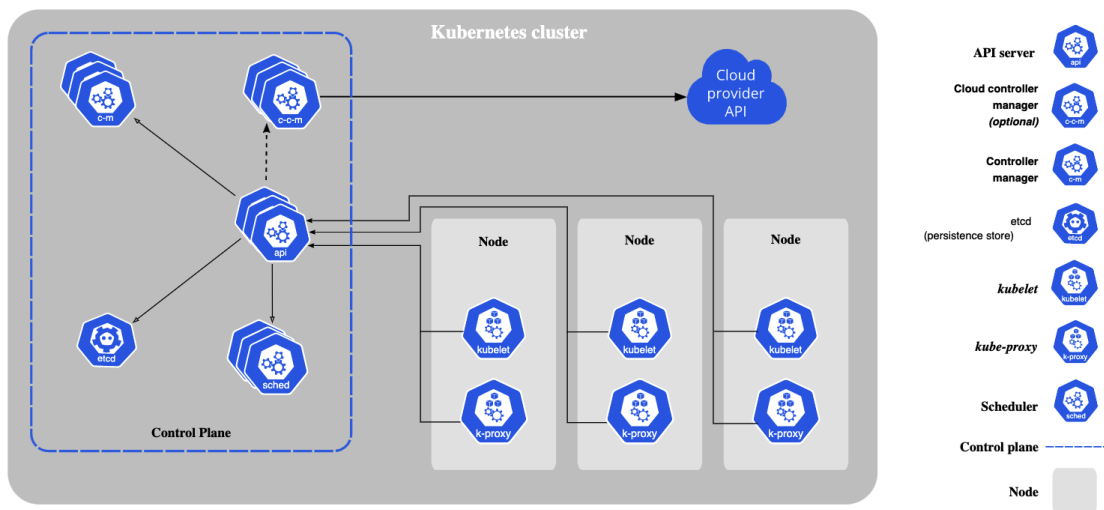 Kubernetes cluster
c-m
c-c-m
Cloud
provider
API
api
Node
Node
Node
etcd
sched
kubelet
kubelet
kubelet
k-proxy
k-proxy
k-proxy
Control Plane
API server
api
Cloud controller
manager
(optional)
c-c-m
Controller
manager
c-m
etcd
(persistence store)
etcd
kubelet
kubelet
kube-proxy
k-proxy
Scheduler
sched
Control plane
Node